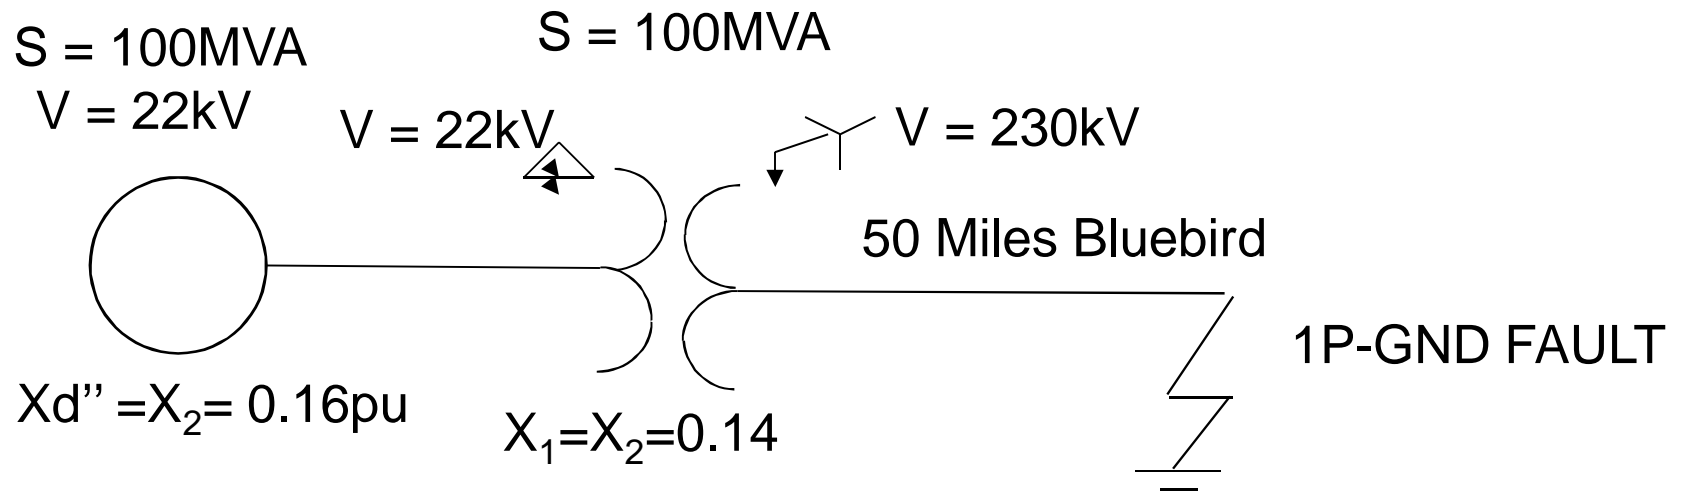 S = 100MVA
V = 22kV
S = 100MVA
V = 22kV
V = 230kV
50 Miles Bluebird
1P-GND FAULT
Xd’’ =X₂= 0.16pu
X₁=X₂=0.14